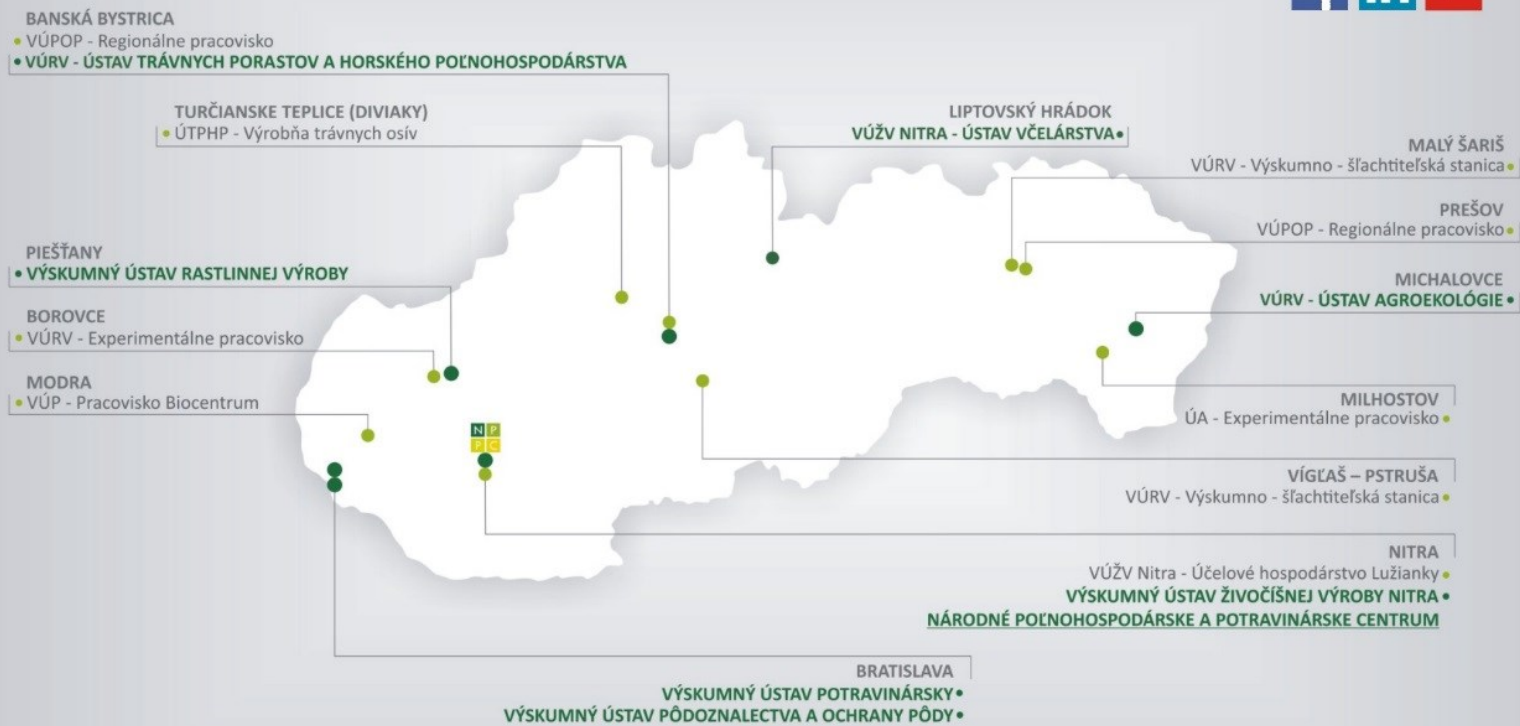 BANSKÁ BYSTRICA
• VÚPOP - Regionálne pracovisko
• VÚRV - ÚSTAV TRÁVNYCH PORASTOV A HORSKÉHO POĽNOHOSPODÁRSTVA
TURČIANSKE TEPLICE (DIVIAKY)
• ÚTPHP - Výrobňa trávnych osív
LIPTOVSKÝ HRÁDOK
VÚŽV NITRA - ÚSTAV VČELÁRSTVA •
MALÝ ŠARIŠ
VÚRV - Výskumno - šľachtiteľská stanica •
PREŠOV
VÚPOP - Regionálne pracovisko •
PIEŠŤANY
• VÝSKUMNÝ ÚSTAV RASTLINNEJ VÝROBY
MICHALOVCE
VÚRV - ÚSTAV AGROEKOLÓGIE •
BOROVCE
• VÚRV - Experimentálne pracovisko
MODRA
• VÚP - Pracovisko Biocentrum
MILHOSTOV
ÚA - Experimentálne pracovisko •
N P
P C
VÍGĽAŠ – PSTRUŠA
VÚRV - Výskumno - šľachtiteľská stanica •
NITRA
VÚŽV Nitra - Účelové hospodárstvo Lužianky •
VÝSKUMNÝ ÚSTAV ŽIVOČÍŠNEJ VÝROBY NITRA •
NÁRODNÉ POĽNOHOSPODÁRSKE A POTRAVINÁRSKE CENTRUM
BRATISLAVA
VÝSKUMNÝ ÚSTAV POTRAVINÁRSKY •
VÝSKUMNÝ ÚSTAV PÔDOZNALECTVA A OCHRANY PÔDY •